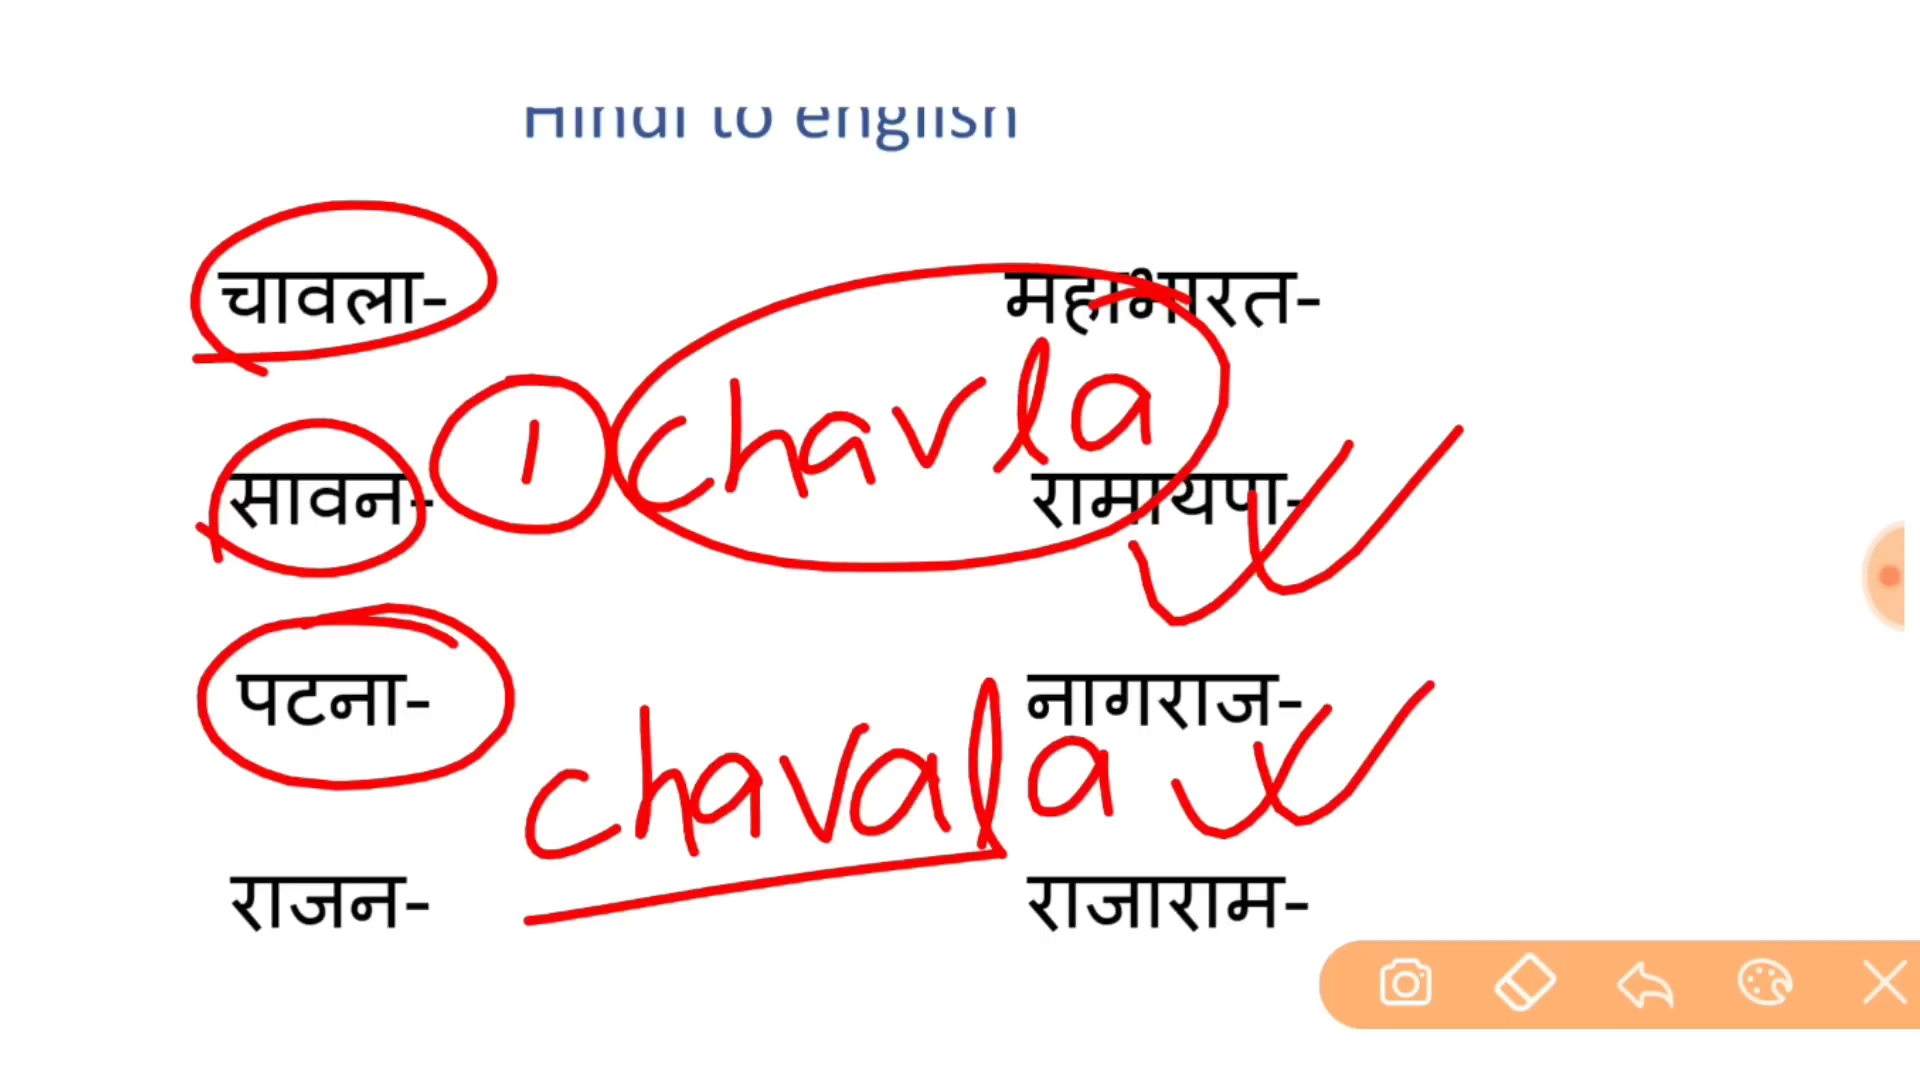 Hindi to english
चावला- महाभारत-
1 chavla
सावन- रामायण-
पटना- नागराज-
chavala
राजन- राजाराम-